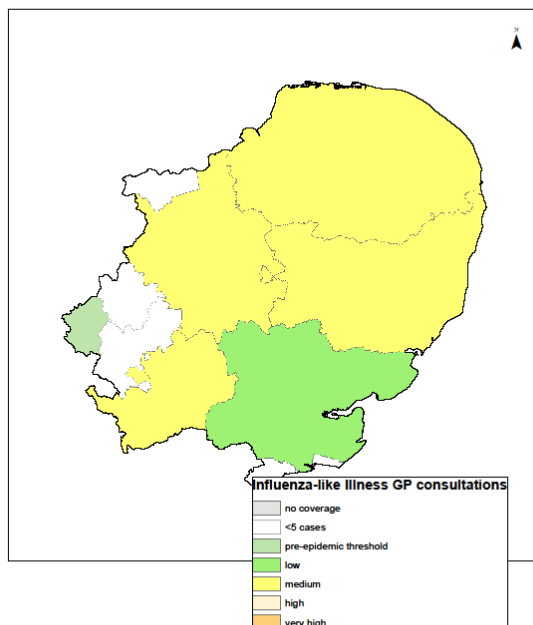 N
Influenza-like Illness GP consultations
no coverage
<5 cases
pre-epidemic threshold
low
medium
high
very high